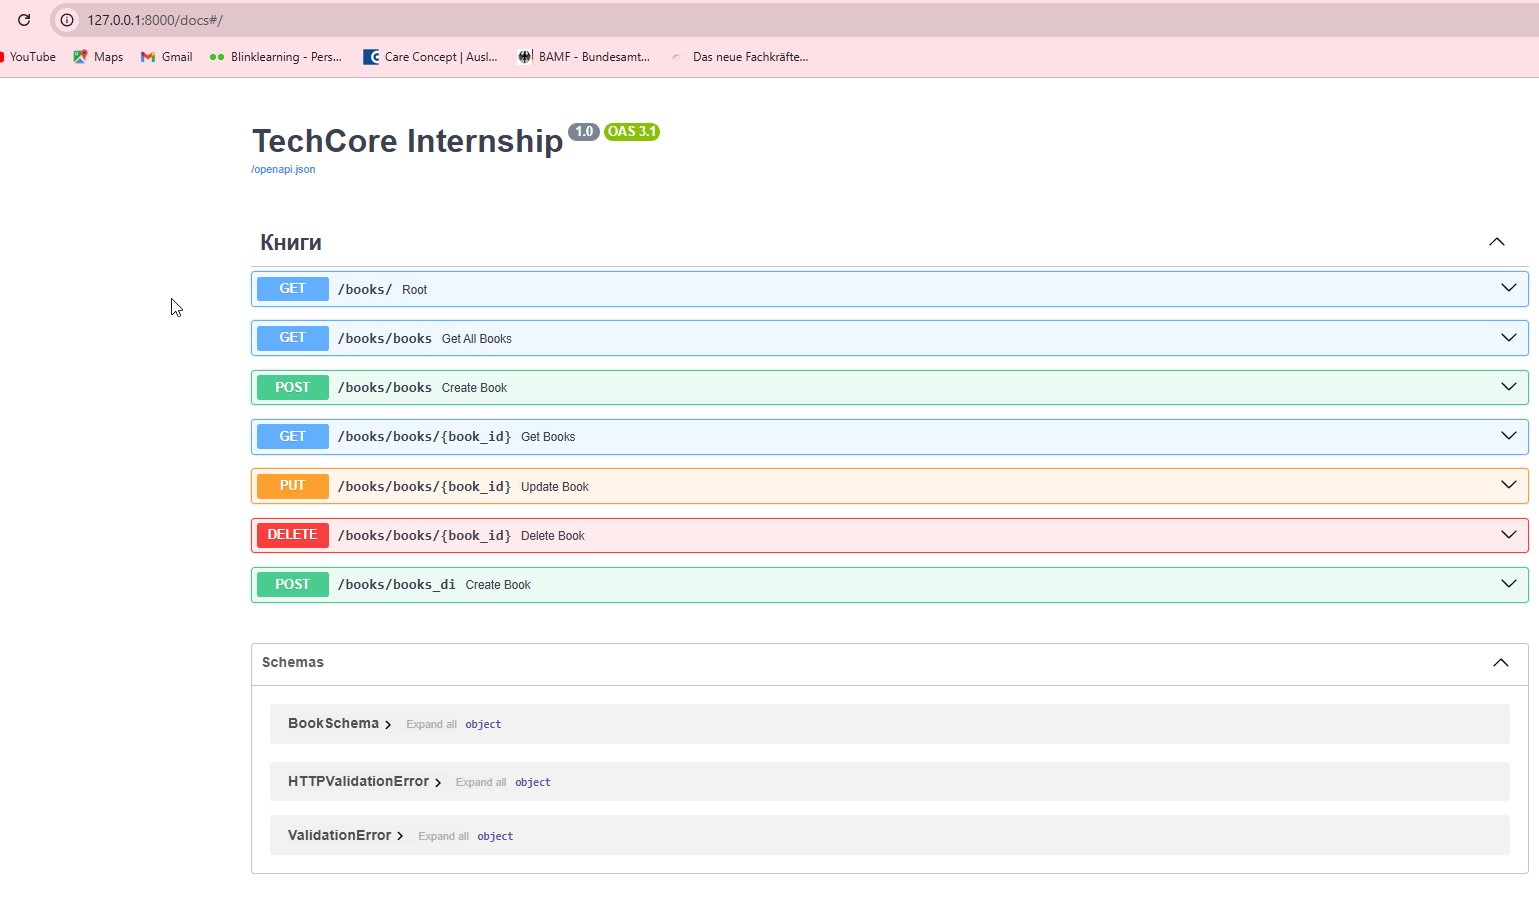 127.0.0.1:8000/docs#/
YouTube Maps Gmail Blinklearning - Pers... Care Concept | Ausl... BAMF - Bundesamt... Das neue Fachkräfte...
TechCore Internship 1.0 OAS 3.1
/openapi.json
Книги
GET /books/ Root
GET /books/books Get All Books
POST /books/books Create Book
GET /books/books/{book_id} Get Books
PUT /books/books/{book_id} Update Book
DELETE /books/books/{book_id} Delete Book
POST /books/books_di Create Book
Schemas
BookSchema Expand all object
HTTPValidationError Expand all object
ValidationError Expand all object